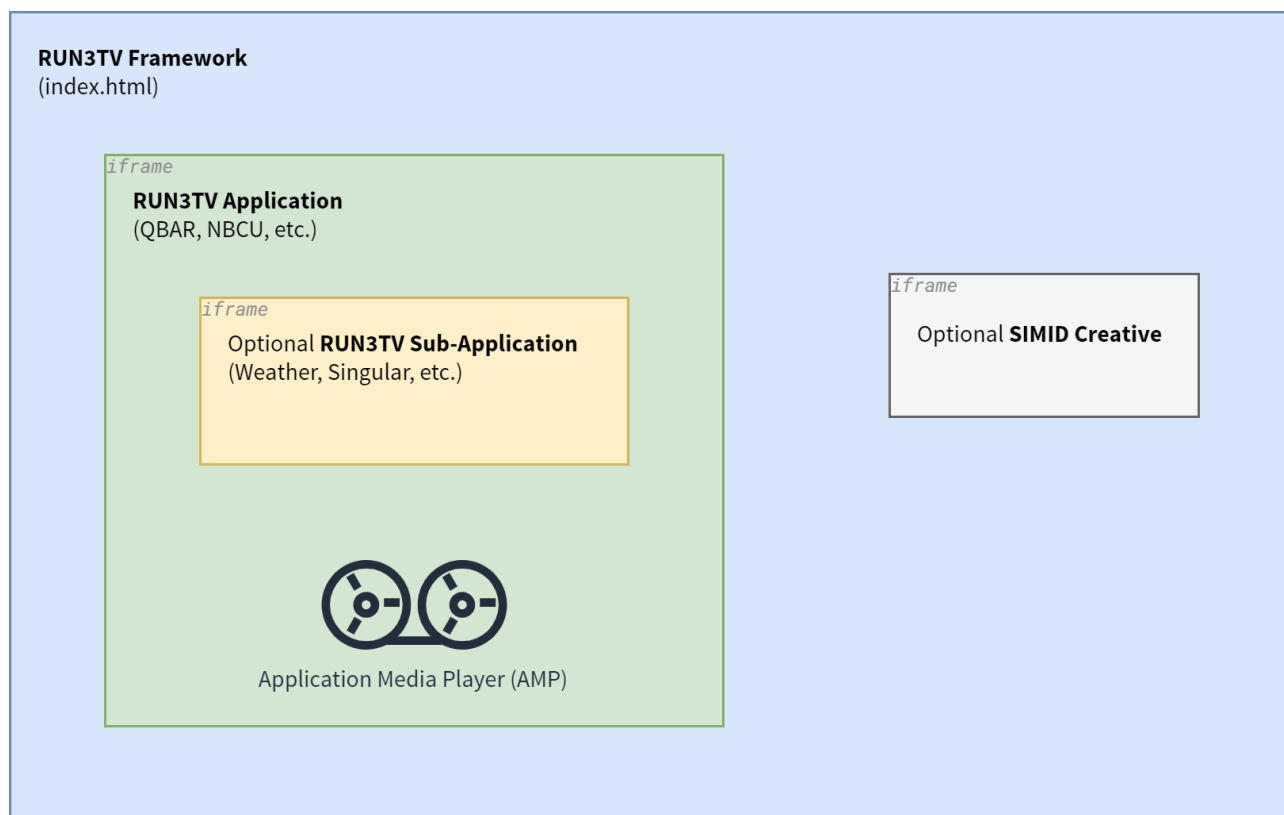 RUN3TV Framework
(index.html)
iframe
RUN3TV Application
(QBAR, NBCU, etc.)
iframe
Optional RUN3TV Sub-Application
(Weather, Singular, etc.)
iframe
Optional SIMID Creative
Application Media Player (AMP)